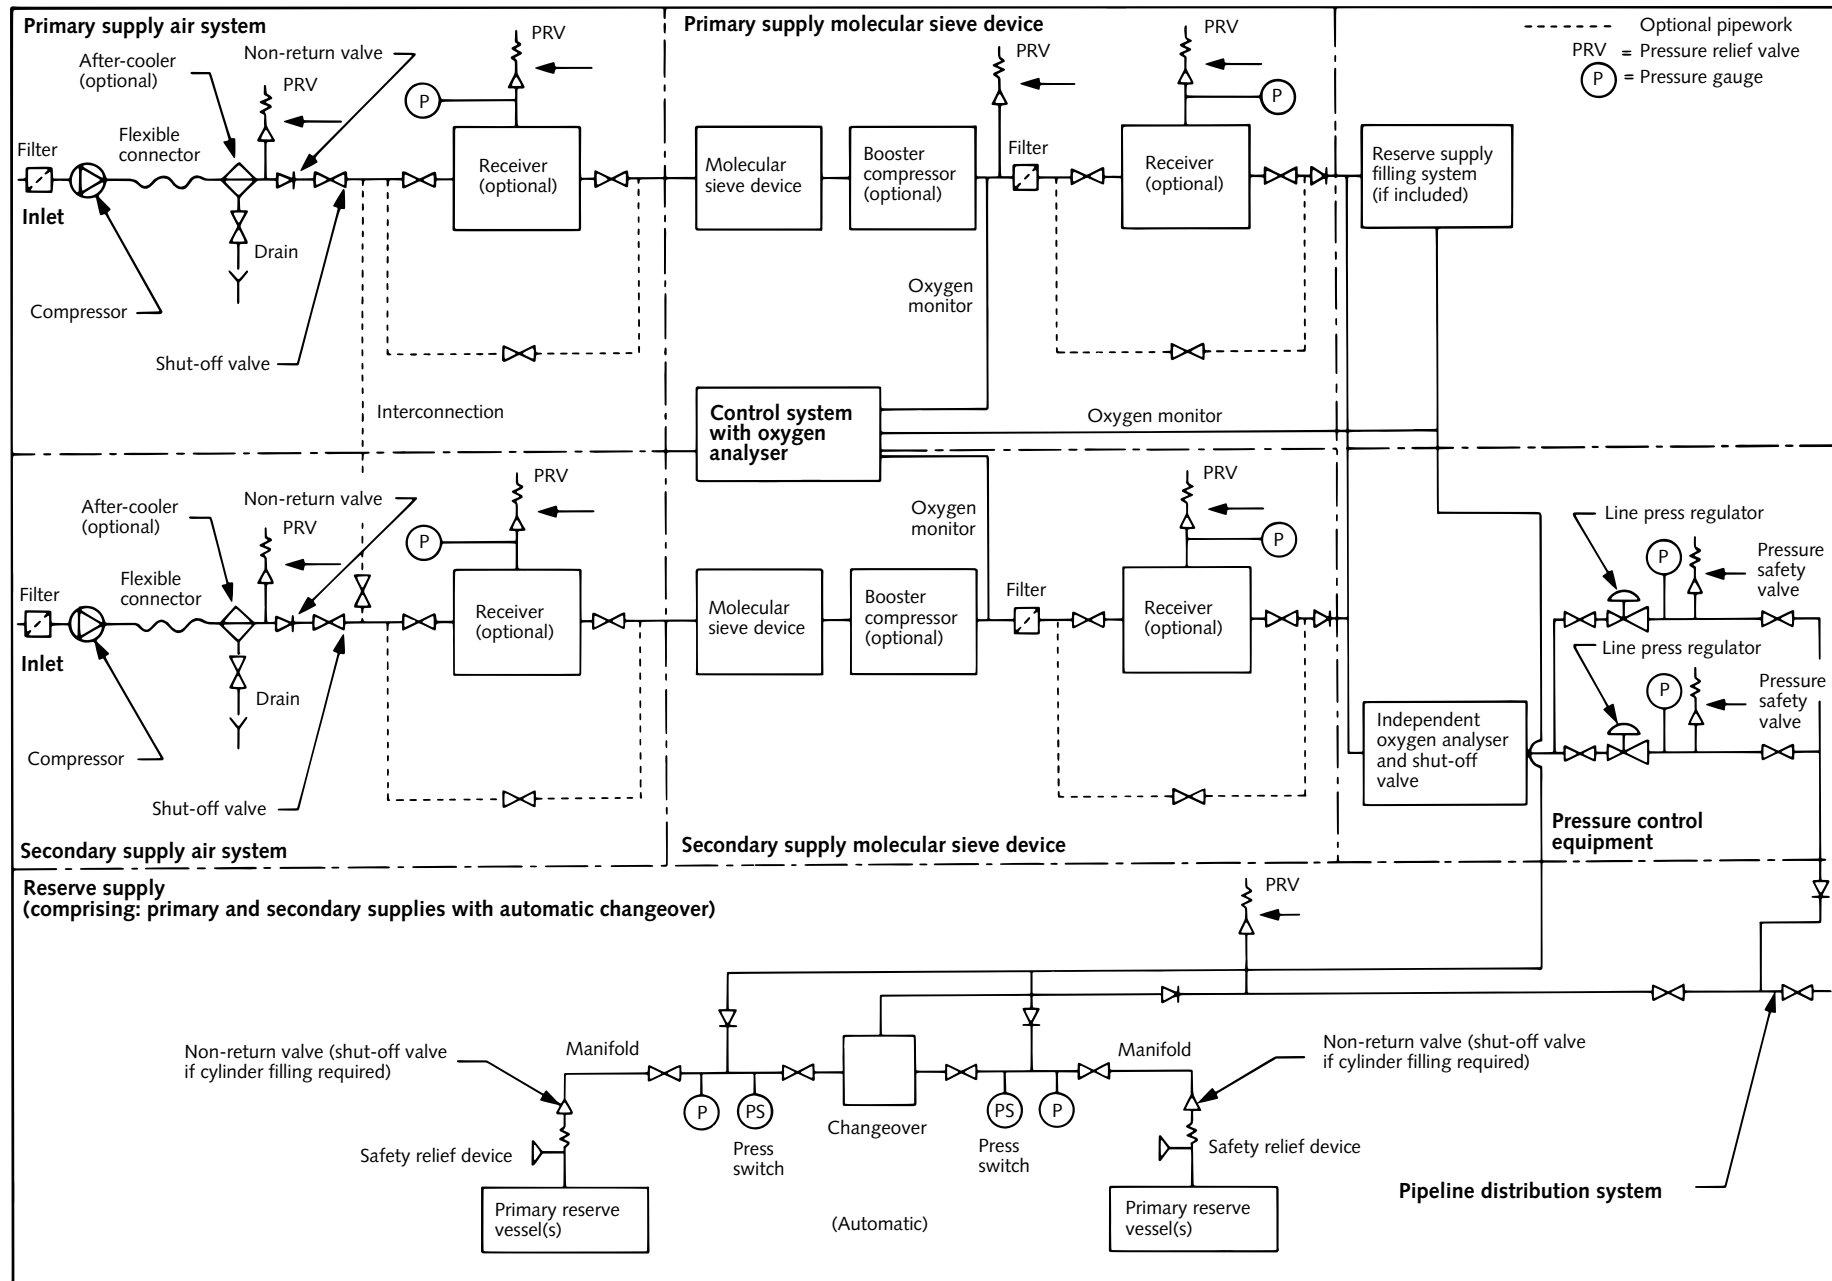 Primary supply air system
After-cooler
(optional)
Non-return valve
PRV
PRV
P
Flexible
connector
Filter
Inlet
Receiver
(optional)
Drain
Compressor
Shut-off valve
Interconnection
Primary supply molecular sieve device
PRV
PRV
P
Molecular
sieve device
Booster
compressor
(optional)
Filter
Receiver
(optional)
Oxygen
monitor
Optional pipework
PRV = Pressure relief valve
P = Pressure gauge
Reserve supply
filling system
(if included)
Control system
with oxygen
analyser
Oxygen monitor
After-cooler
(optional)
Non-return valve
PRV
PRV
P
Flexible
connector
Filter
Inlet
Receiver
(optional)
Drain
Compressor
Shut-off valve
Secondary supply air system
Oxygen
monitor
PRV
P
Molecular
sieve device
Booster
compressor
(optional)
Filter
Receiver
(optional)
Secondary supply molecular sieve device
Line press regulator
P
Pressure
safety
valve
Line press regulator
P
Pressure
safety
valve
Independent
oxygen analyser
and shut-off
valve
Pressure control
equipment
Reserve supply
(comprising: primary and secondary supplies with automatic changeover)
PRV
Non-return valve (shut-off valve
if cylinder filling required)
Manifold
P
PS
Press
switch
Changeover
PS
P
Press
switch
Manifold
Non-return valve (shut-off valve
if cylinder filling required)
Safety relief device
Safety relief device
Primary reserve
vessel(s)
(Automatic)
Primary reserve
vessel(s)
Pipeline distribution system